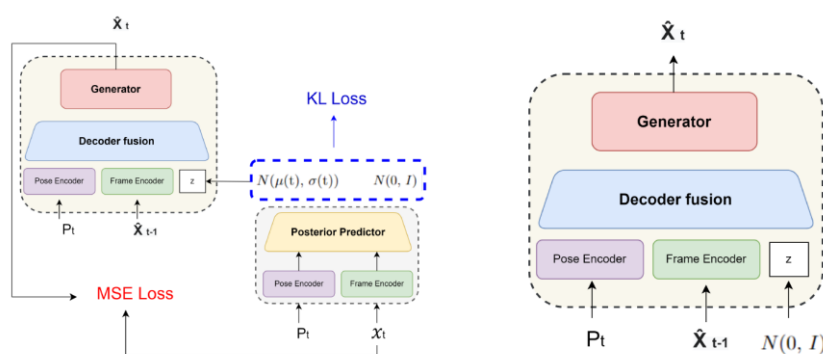 X̂ t
Generator
Decoder fusion
Pose Encoder
Frame Encoder
z
Pt
X̂ t-1
MSE Loss
KL Loss
N(μ(t), σ(t))
N(0, I)
Posterior Predictor
Pose Encoder
Frame Encoder
Pt
xt
X̂ t
Generator
Decoder fusion
Pose Encoder
Frame Encoder
z
Pt
X̂ t-1
N(0, I)